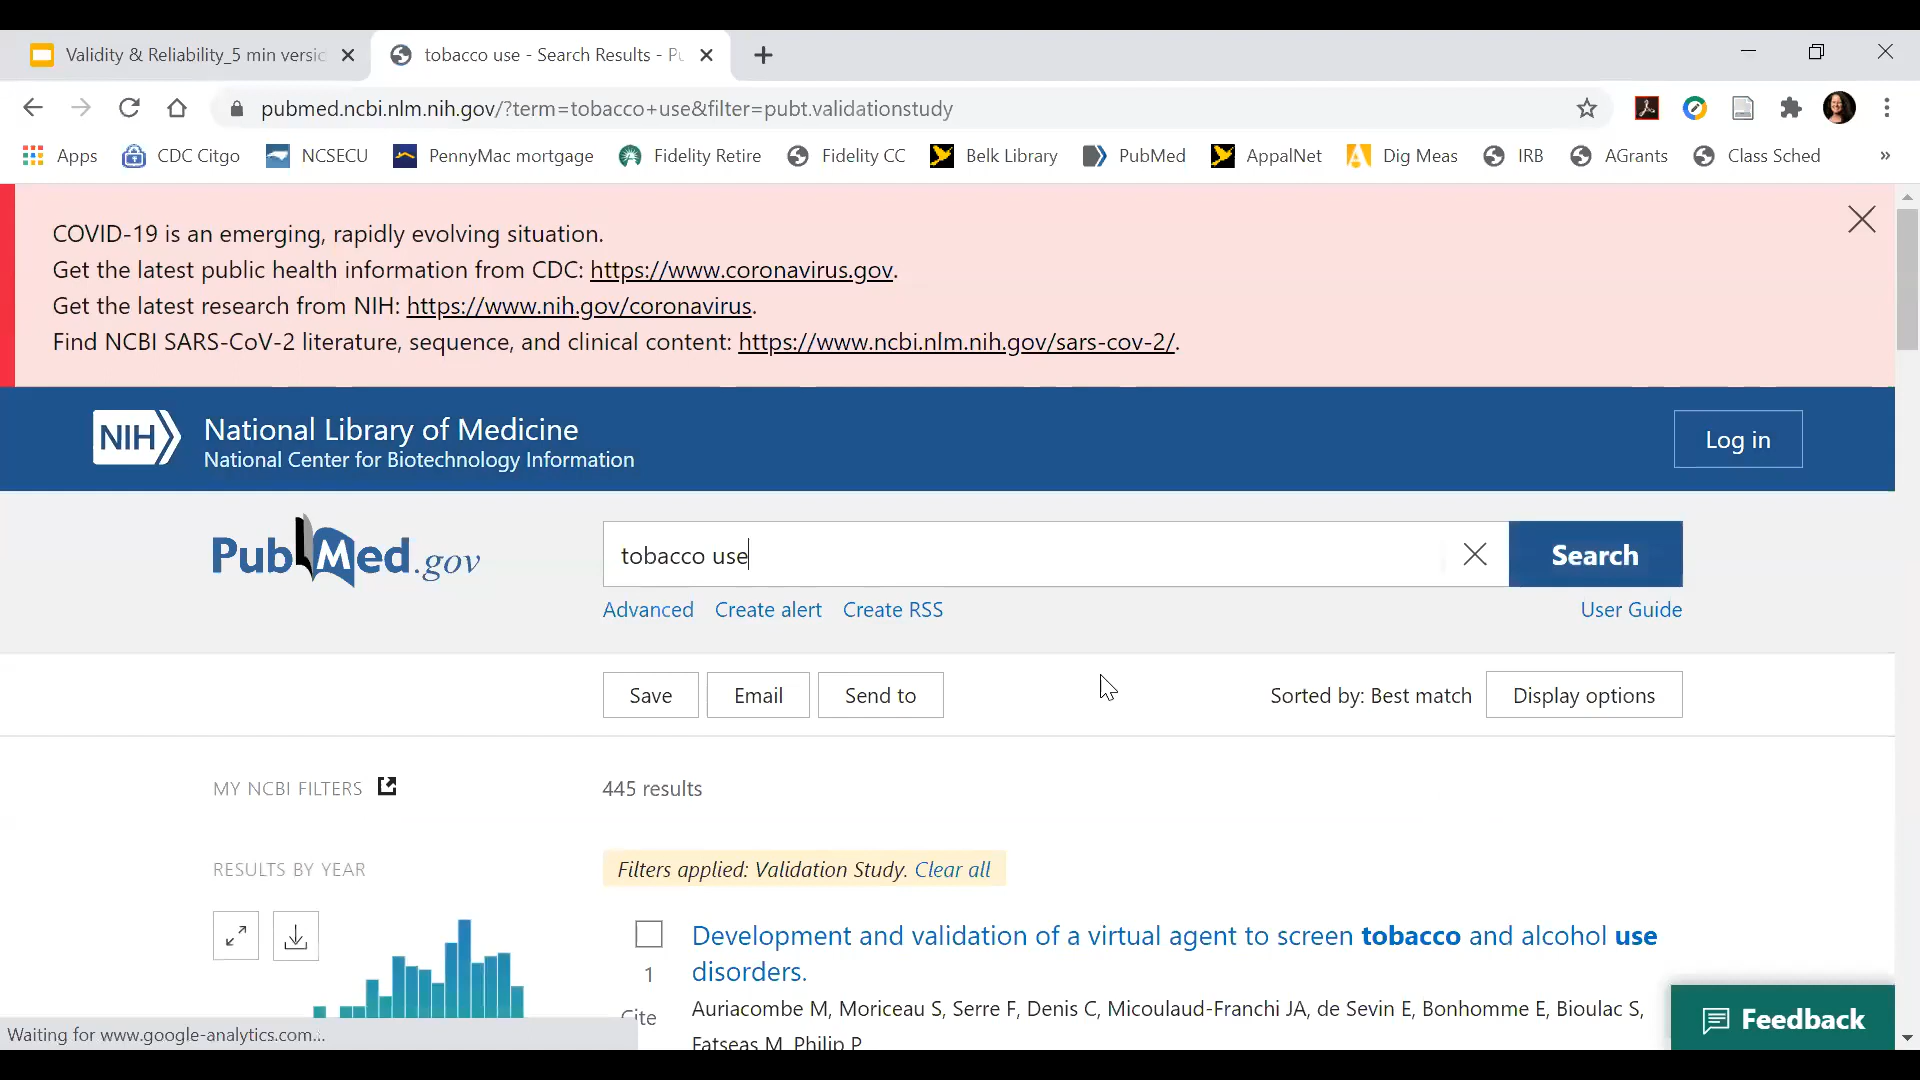 Validity & Reliability_5 min versic
tobacco use - Search Results - Pu
pubmed.ncbi.nlm.nih.gov/?term=tobacco+use&filter=pubt.validationstudy
Apps CDC Citgo NCSECU PennyMac mortgage Fidelity Retire Fidelity CC Belk Library PubMed AppalNet Dig Meas IRB AGrants Class Sched »
COVID-19 is an emerging, rapidly evolving situation.
Get the latest public health information from CDC: https://www.coronavirus.gov.
Get the latest research from NIH: https://www.nih.gov/coronavirus.
Find NCBI SARS-CoV-2 literature, sequence, and clinical content: https://www.ncbi.nlm.nih.gov/sars-cov-2/.
NIH National Library of Medicine
National Center for Biotechnology Information
Log in
PubMed.gov
tobacco use
Search
Advanced Create alert Create RSS User Guide
Save Email Send to Sorted by: Best match Display options
MY NCBI FILTERS
445 results
RESULTS BY YEAR
Filters applied: Validation Study. Clear all
Development and validation of a virtual agent to screen tobacco and alcohol use
disorders.
1
Cite
Auriacombe M, Moriceau S, Serre F, Denis C, Micoulaud-Franchi JA, de Sevin E, Bonhomme E, Bioulac S,
Fatseas M, Philip P.
Feedback
Waiting for www.google-analytics.com...